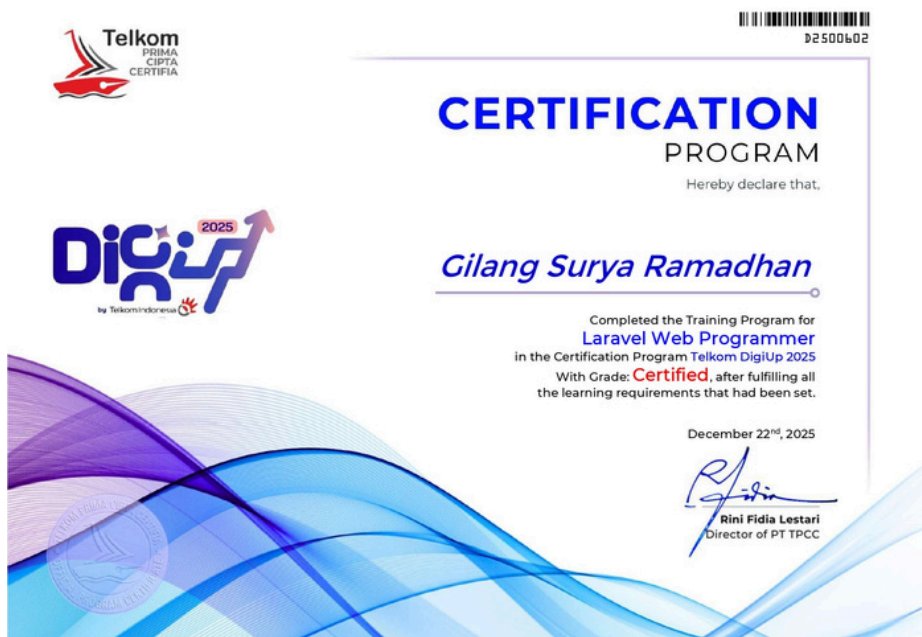 Telkom
PRIMA
CIPTA
CERTIFIA
D2500602
CERTIFICATION
PROGRAM
Hereby declare that,
DiGiUP
2025
by Telkom Indonesia
Gilang Surya Ramadhan
Completed the Training Program for
Laravel Web Programmer
in the Certification Program Telkom DigiUp 2025
With Grade: Certified, after fulfilling all
the learning requirements that had been set.
December 22nd, 2025
Rini Fidia Lestari
Director of PT TPCC